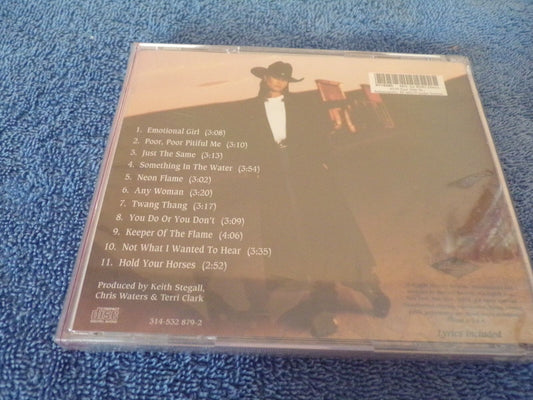 1. Emotional Girl (3:08)
2. Poor, Poor Pitiful Me (3:10)
3. Just The Same (3:13)
4. Something In The Water (3:54)
5. Neon Flame (3:02)
6. Any Woman (3:20)
7. Twang Thang (3:17)
8. You Do Or You Don't (3:09)
9. Keeper Of The Flame (4:06)
10. Not What I Wanted To Hear (3:35)
11. Hold Your Horses (2:52)
Produced by Keith Stegall,
Chris Waters & Terri Clark
disc
314-532 879-2
Lyrics Included